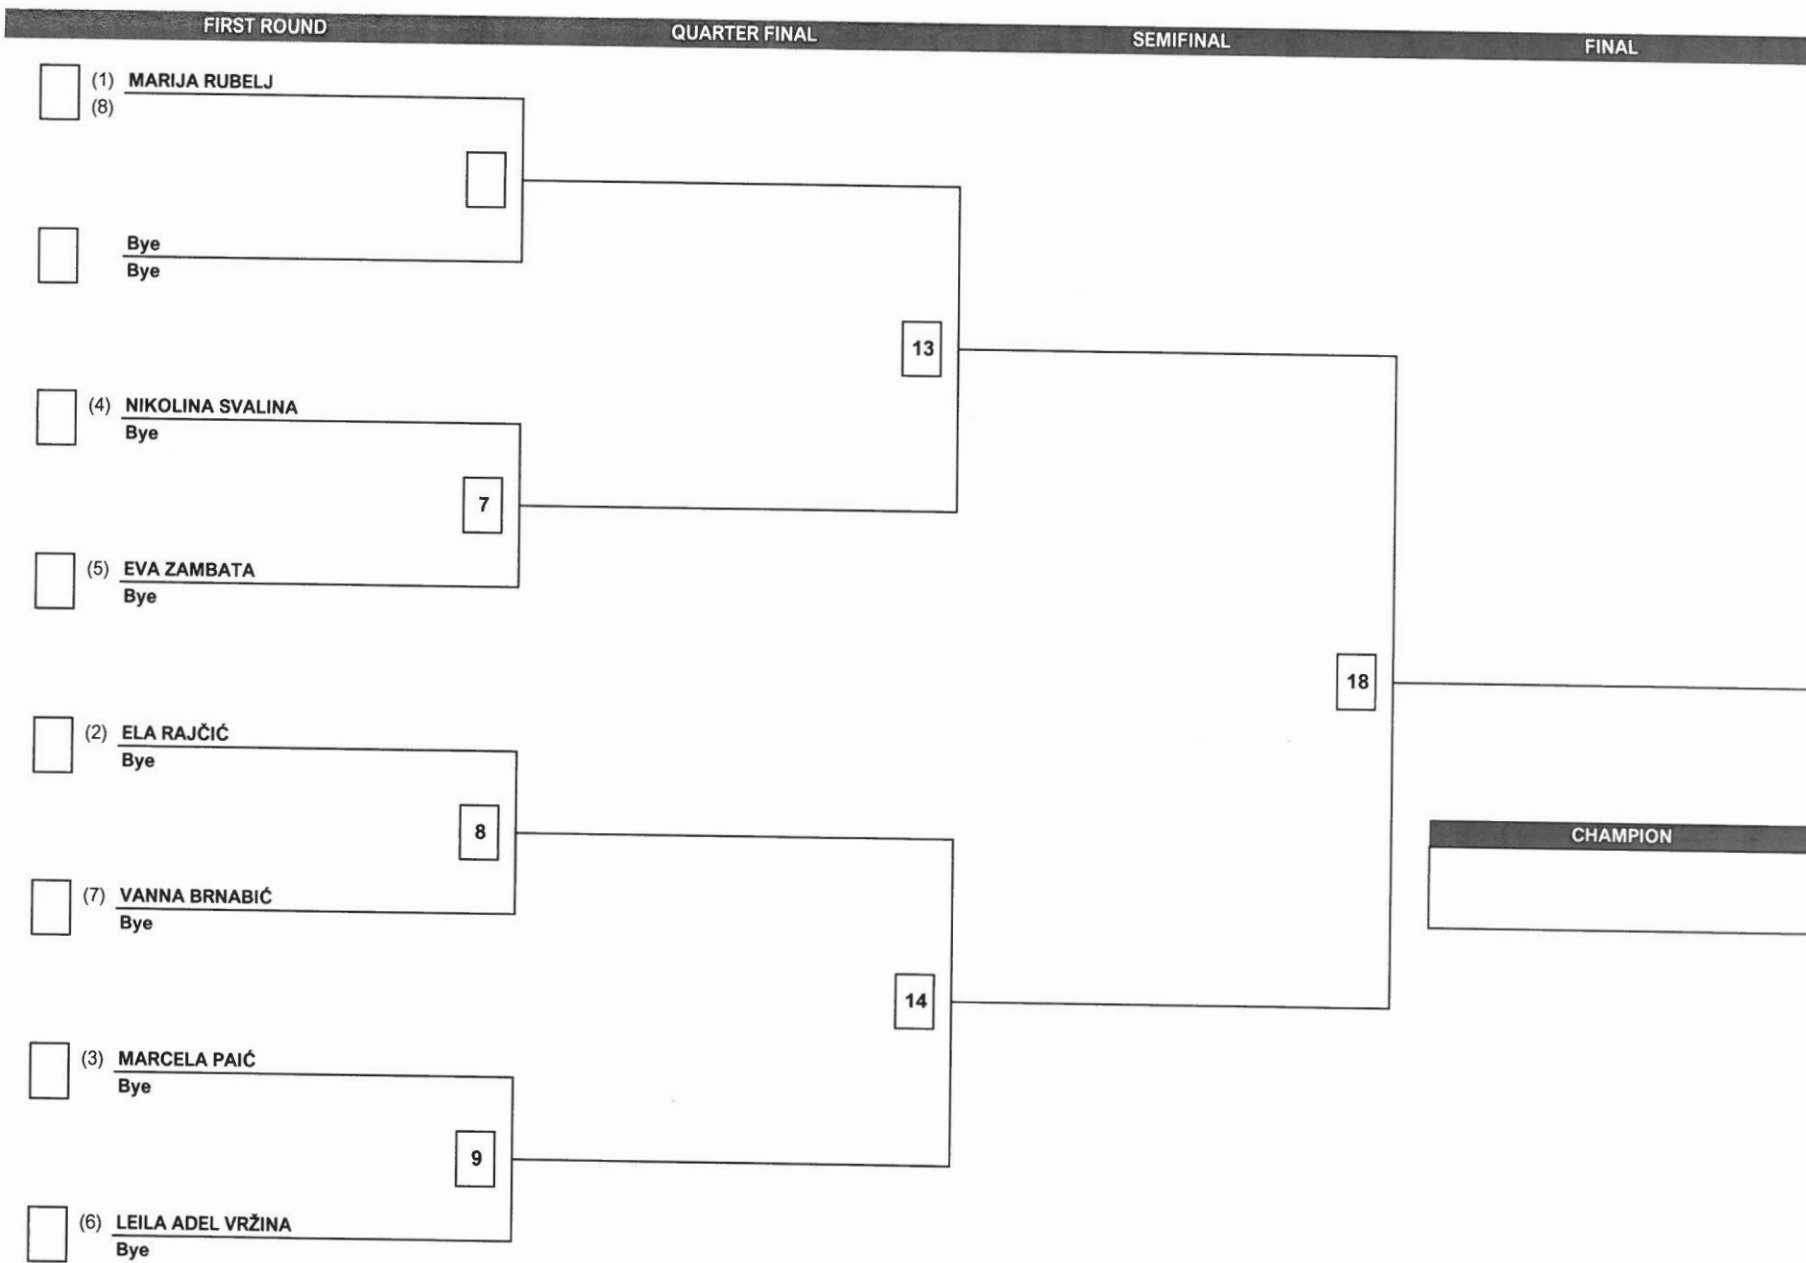 FIRST ROUND QUARTER FINAL SEMIFINAL FINAL
(1) MARIJA RUBELJ
(8)
Bye
Bye
13
(4) NIKOLINA SVALINA
Bye
7
(5) EVA ZAMBATA
Bye
18
(2) ELA RAJČIĆ
Bye
8
CHAMPION
(7) VANNA BRNABIĆ
Bye
14
(3) MARCELA PAIĆ
Bye
9
(6) LEILA ADEL VRŽINA
Bye